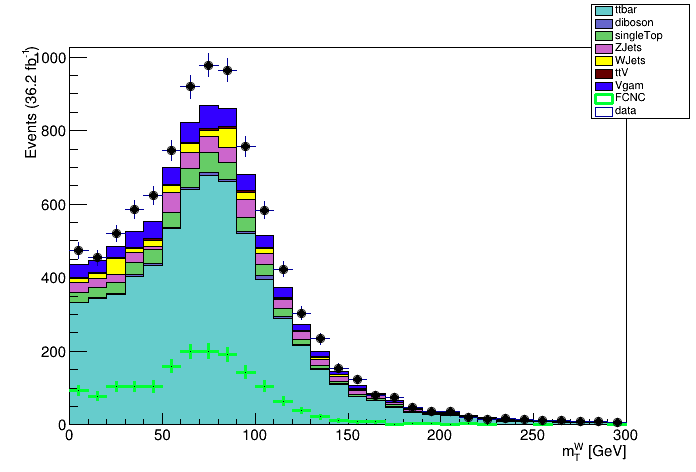 ttbar
diboson
singleTop
ZJets
WJets
ttV
Vgam
FCNC
data
Events (36.2 fb⁻¹)
1000
800
600
400
200
0
0 50 100 150 200 250 300
m_T^W [GeV]